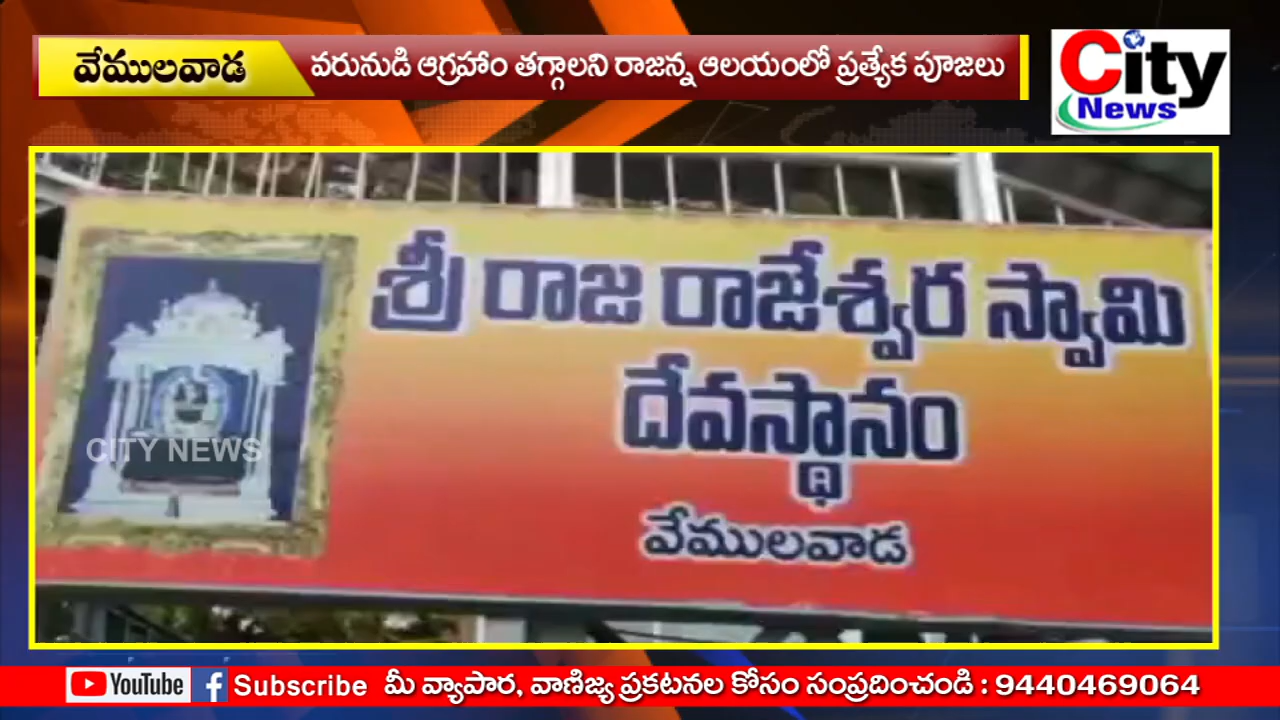 వేములవాడ
వరునుడి ఆగ్రహాం తగ్గాలని రాజన్న ఆలయంలో ప్రత్యేక పూజలు
City
News
శ్రీ రాజ రాజేశ్వర స్వామి
దేవస్థానం
వేములవాడ
CITY NEWS
YouTube f Subscribe మీ వ్యాపార, వాణిజ్య ప్రకటనల కోసం సంప్రదించండి : 9440469064